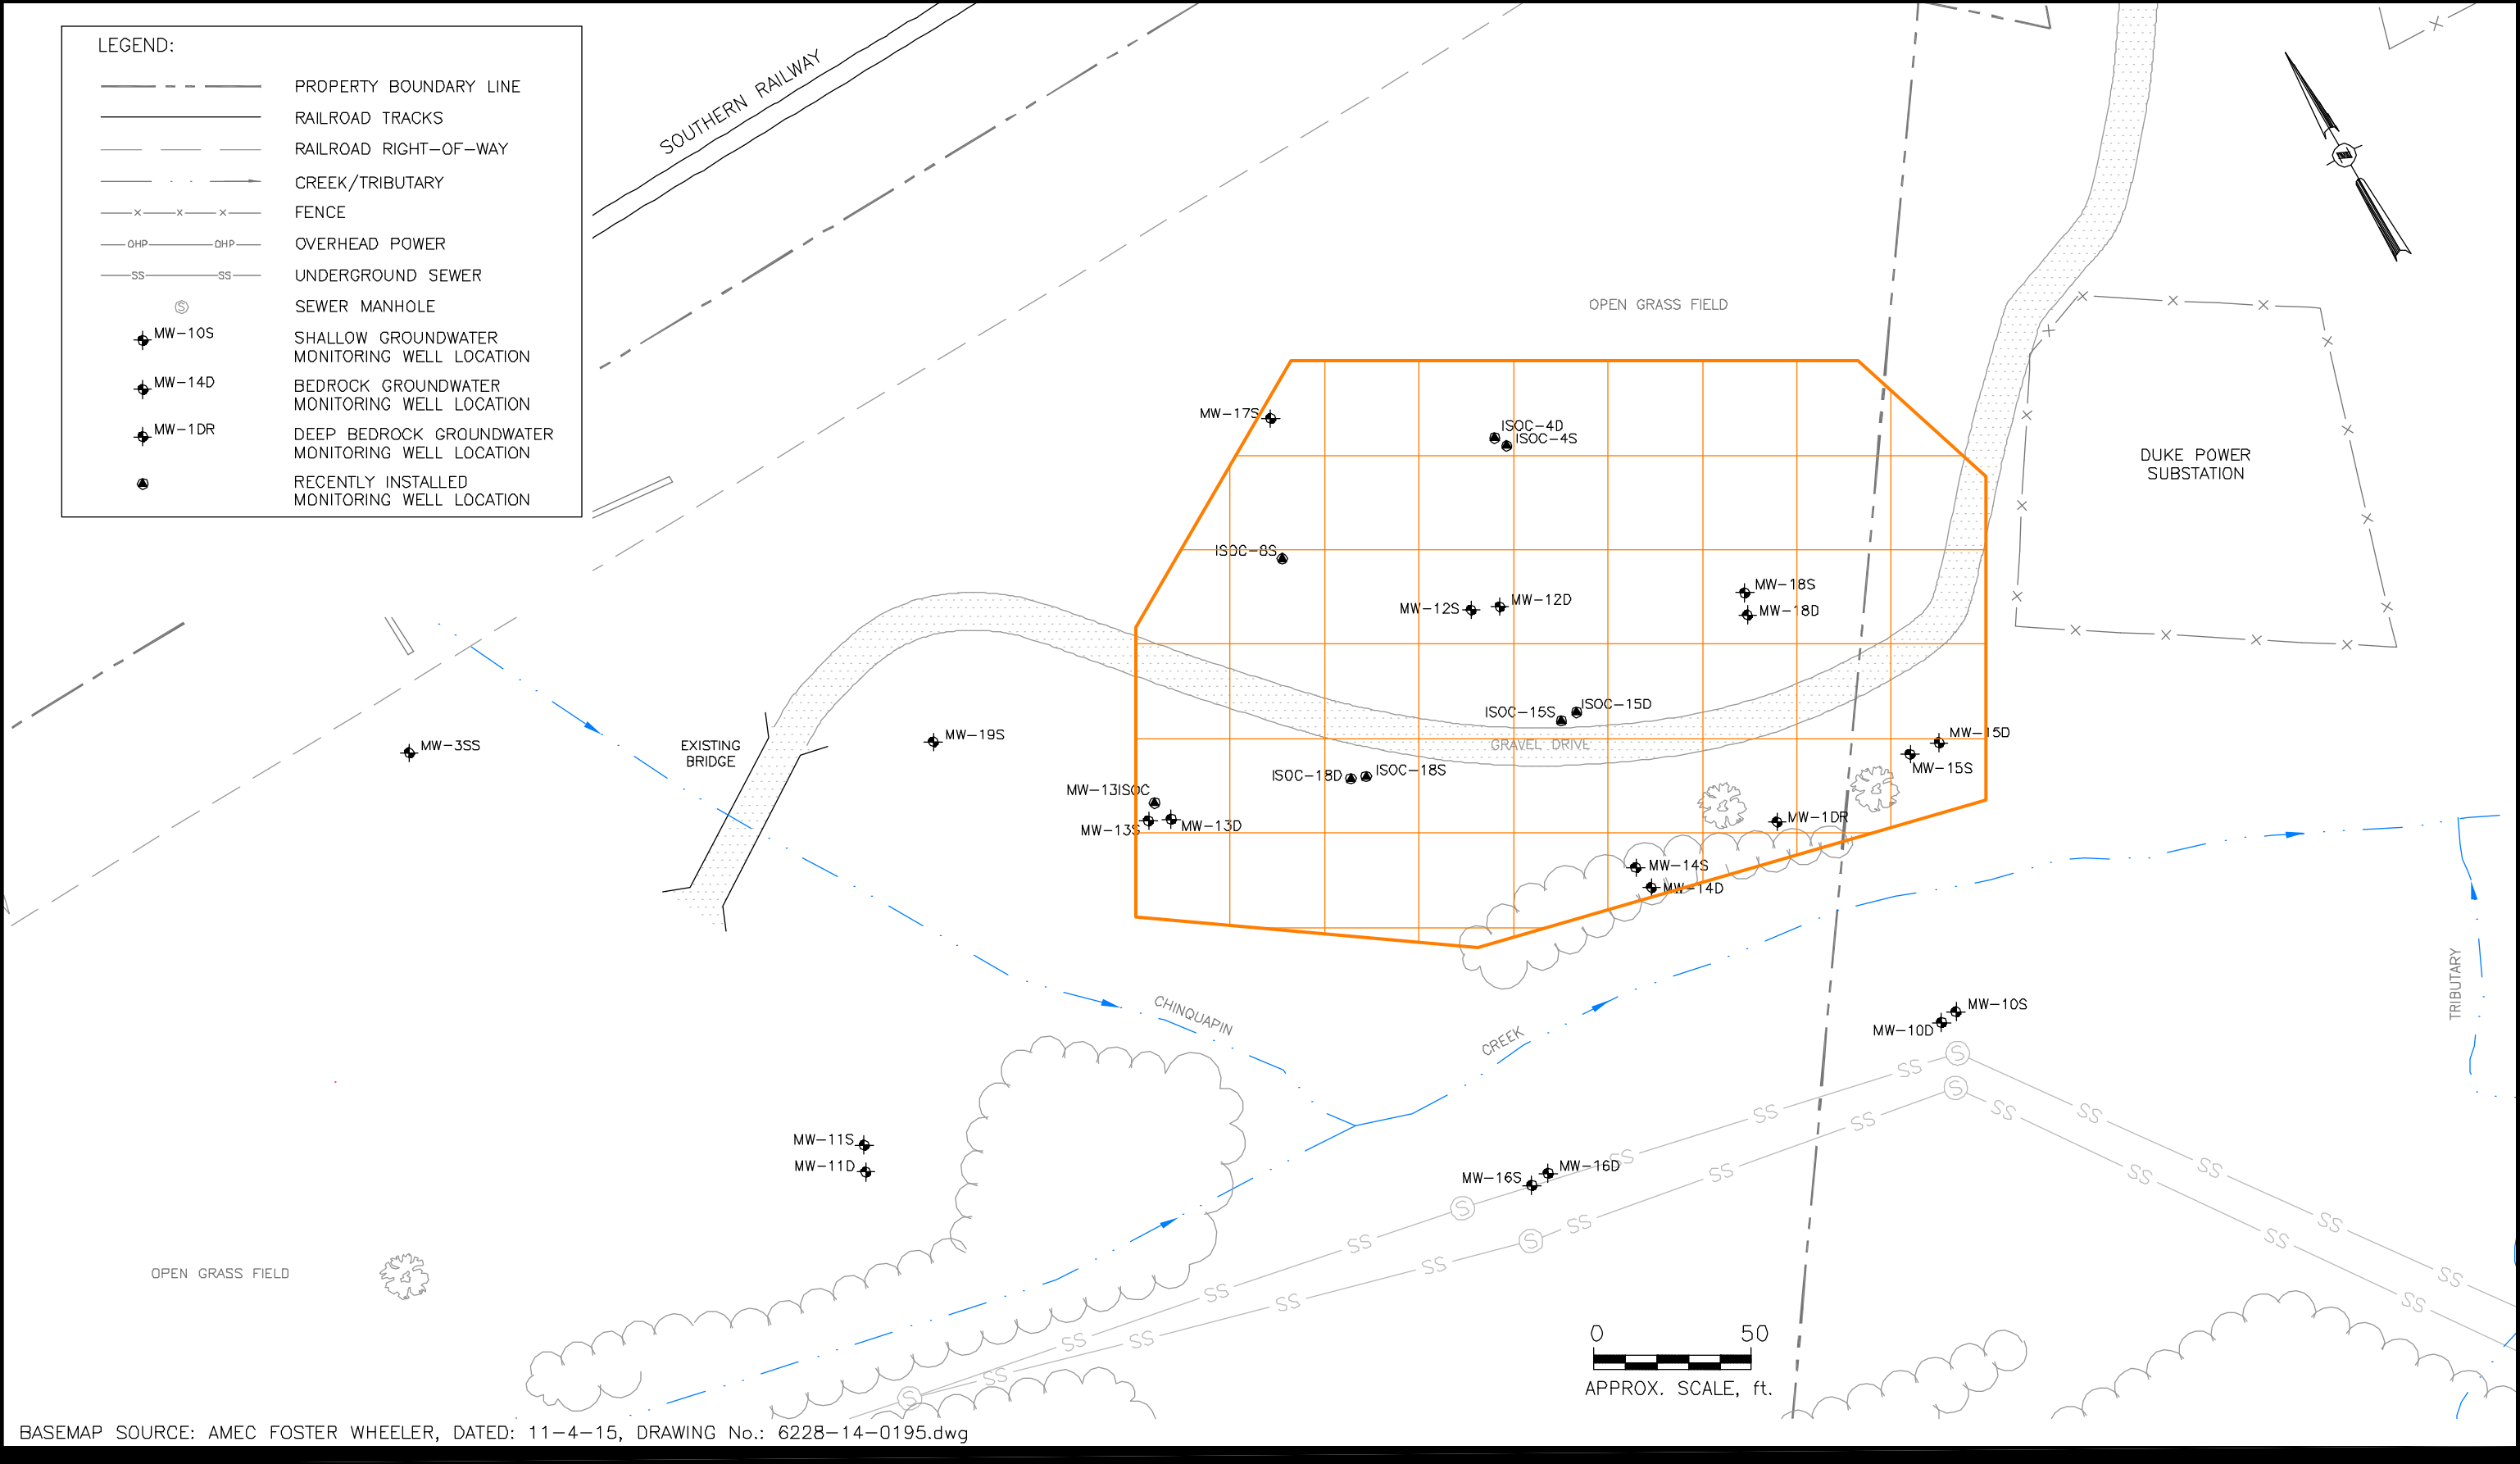 LEGEND:
PROPERTY BOUNDARY LINE
RAILROAD TRACKS
RAILROAD RIGHT-OF-WAY
CREEK/TRIBUTARY
x x x FENCE
OHP OHP OVERHEAD POWER
SS SS UNDERGROUND SEWER
S SEWER MANHOLE
MW-10S SHALLOW GROUNDWATER
MONITORING WELL LOCATION
MW-14D BEDROCK GROUNDWATER
MONITORING WELL LOCATION
MW-1DR DEEP BEDROCK GROUNDWATER
MONITORING WELL LOCATION
RECENTLY INSTALLED
MONITORING WELL LOCATION
SOUTHERN RAILWAY
OPEN GRASS FIELD
MW-17S
ISOC-4D
ISOC-4S
DUKE POWER
SUBSTATION
ISOC-8S
MW-18S
MW-12S
MW-12D
MW-18D
ISOC-15D
ISOC-15S
MW-3SS
EXISTING
BRIDGE
MW-19S
GRAVEL DRIVE
MW-15D
MW-15S
ISOC-18D
ISOC-18S
MW-13ISOC
MW-13S
MW-13D
MW-1DR
MW-14S
MW-14D
CHINQUAPIN
CREEK
TRIBUTARY
MW-10S
MW-10D
S
S
SS SS SS
SS SS SS
MW-11S
MW-11D
MW-16S
MW-16D
SS
SS
SS
SS
S
SS
S
SS
SS
SS
OPEN GRASS FIELD
SS
SS
SS
SS
SS
SS
SS
SS
SS
S
0 50
APPROX. SCALE, ft.
BASEMAP SOURCE: AMEC FOSTER WHEELER, DATED: 11-4-15, DRAWING No.: 6228-14-0195.dwg